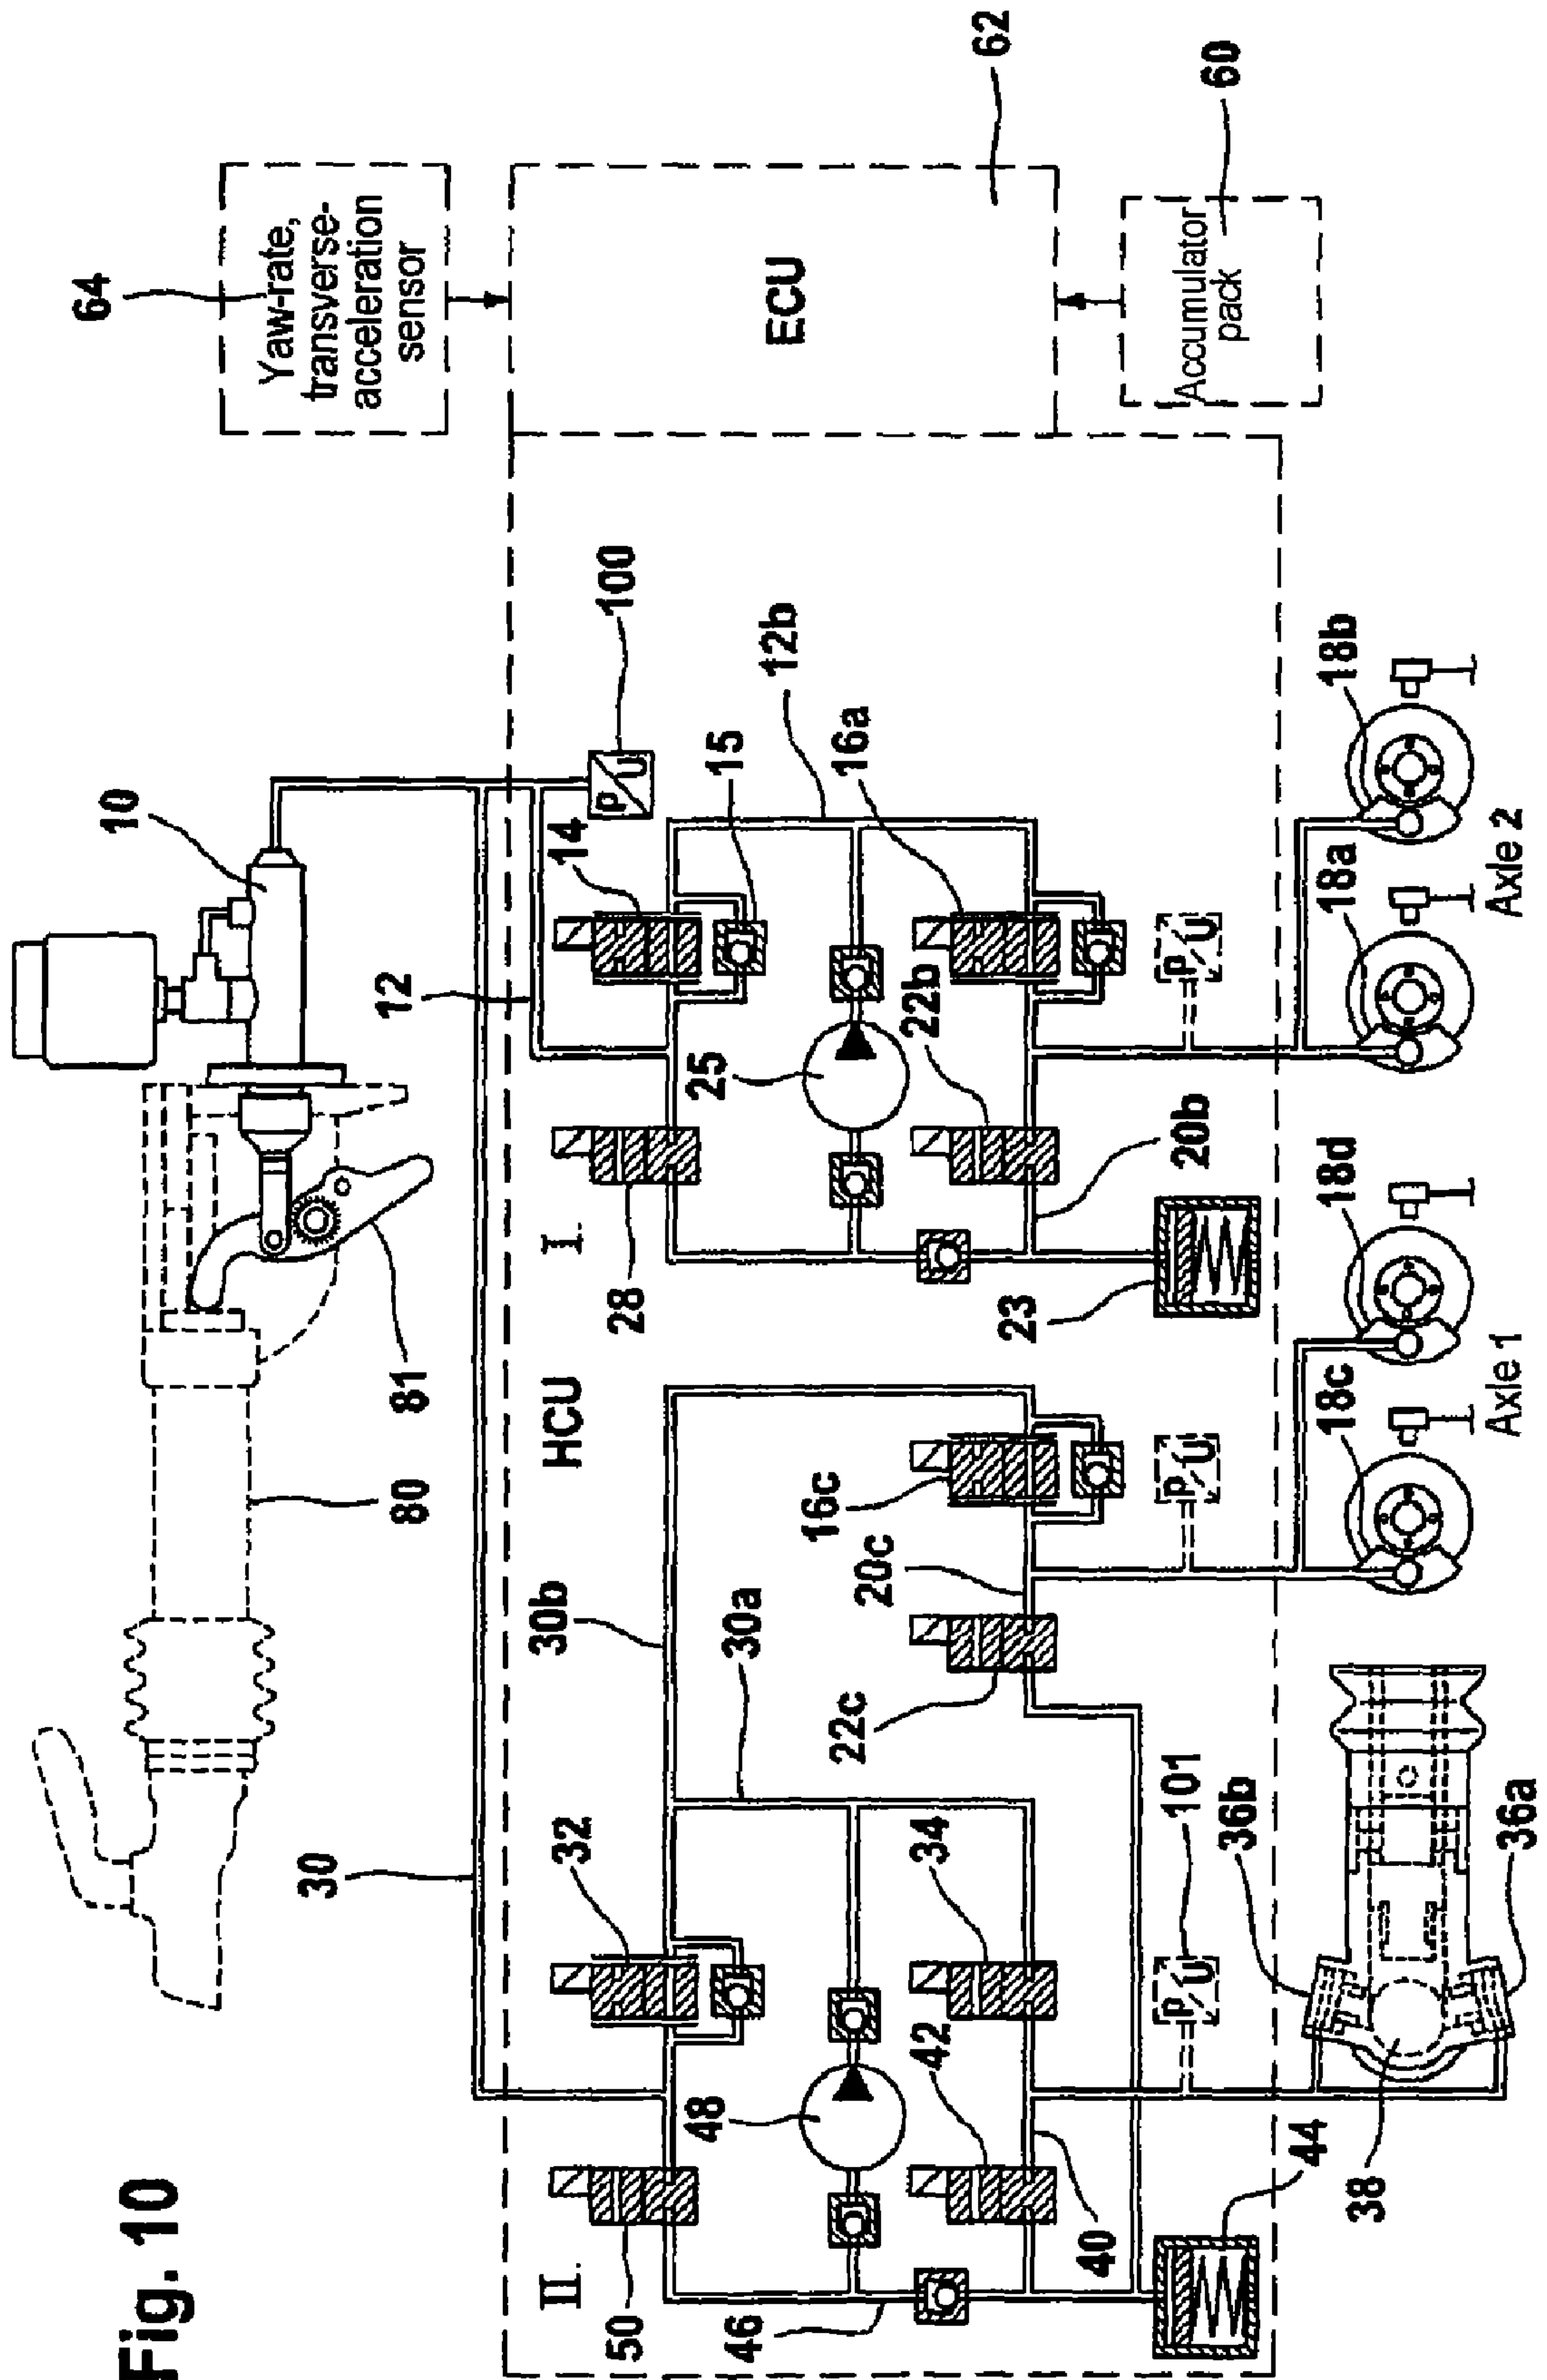 Fig. 10
64
10
Yaw-rate,
transverse-
acceleration
sensor
30
80
81
12
II.
30b
HCU
I.
32
14
100
50
28
P U
48
25
15
46
30a
12b
ECU
16c
22c
20c
16a
42
34
22b
62
23
40
101
20b
P U
P U
P U
Accumulator
pack
60
36b
44
18c
18d
18a
18b
38
36a
Axle 1
Axle 2